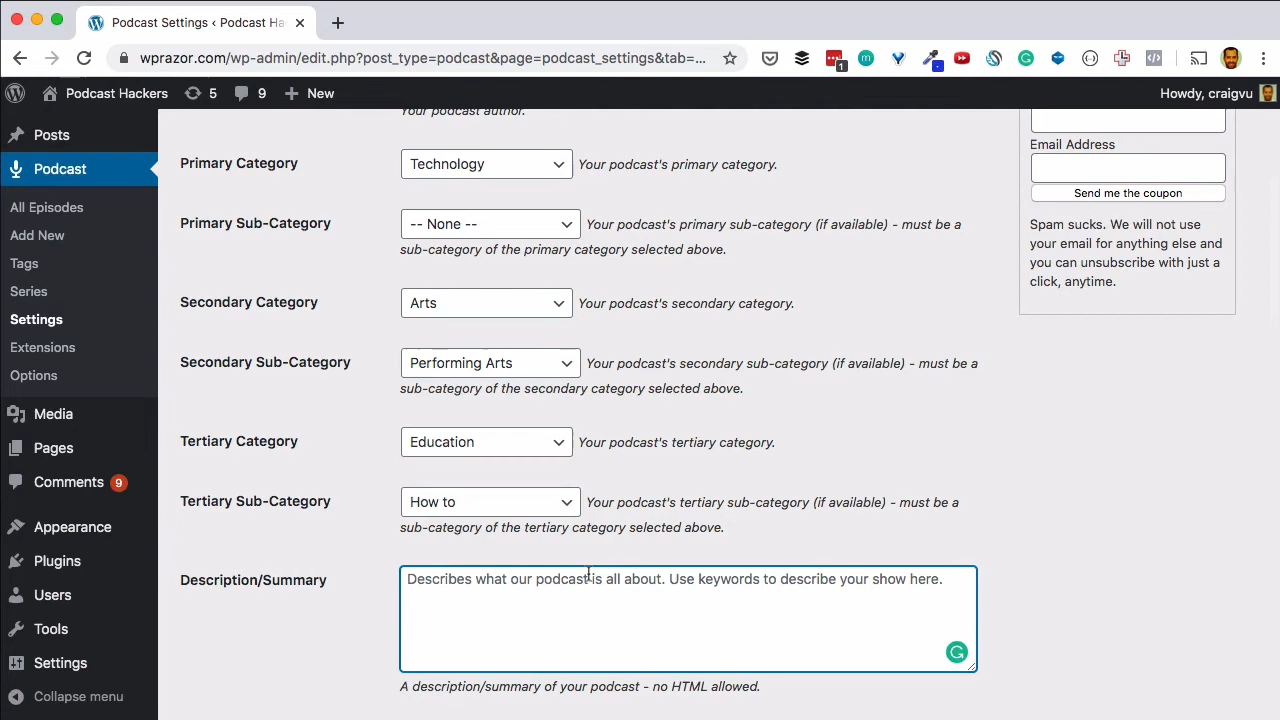 Podcast Settings ‹ Podcast Ha
wprazor.com/wp-admin/edit.php?post_type=podcast&page=podcast_settings&tab=...
1
m
Podcast Hackers
5
9
New
Howdy, craigvu
Posts
Podcast
All Episodes
Add New
Tags
Series
Settings
Extensions
Options
Media
Pages
Comments 9
Appearance
Plugins
Users
Tools
Settings
Collapse menu
Your podcast author.
Primary Category
Technology
Your podcast's primary category.
Primary Sub-Category
-- None --
Your podcast's primary sub-category (if available) - must be a
sub-category of the primary category selected above.
Secondary Category
Arts
Your podcast's secondary category.
Secondary Sub-Category
Performing Arts
Your podcast's secondary sub-category (if available) - must be a
sub-category of the secondary category selected above.
Tertiary Category
Education
Your podcast's tertiary category.
Tertiary Sub-Category
How to
Your podcast's tertiary sub-category (if available) - must be a
sub-category of the tertiary category selected above.
Description/Summary
Describes what our podcast is all about. Use keywords to describe your show here.
A description/summary of your podcast - no HTML allowed.
Email Address
Send me the coupon
Spam sucks. We will not use
your email for anything else and
you can unsubscribe with just a
click, anytime.